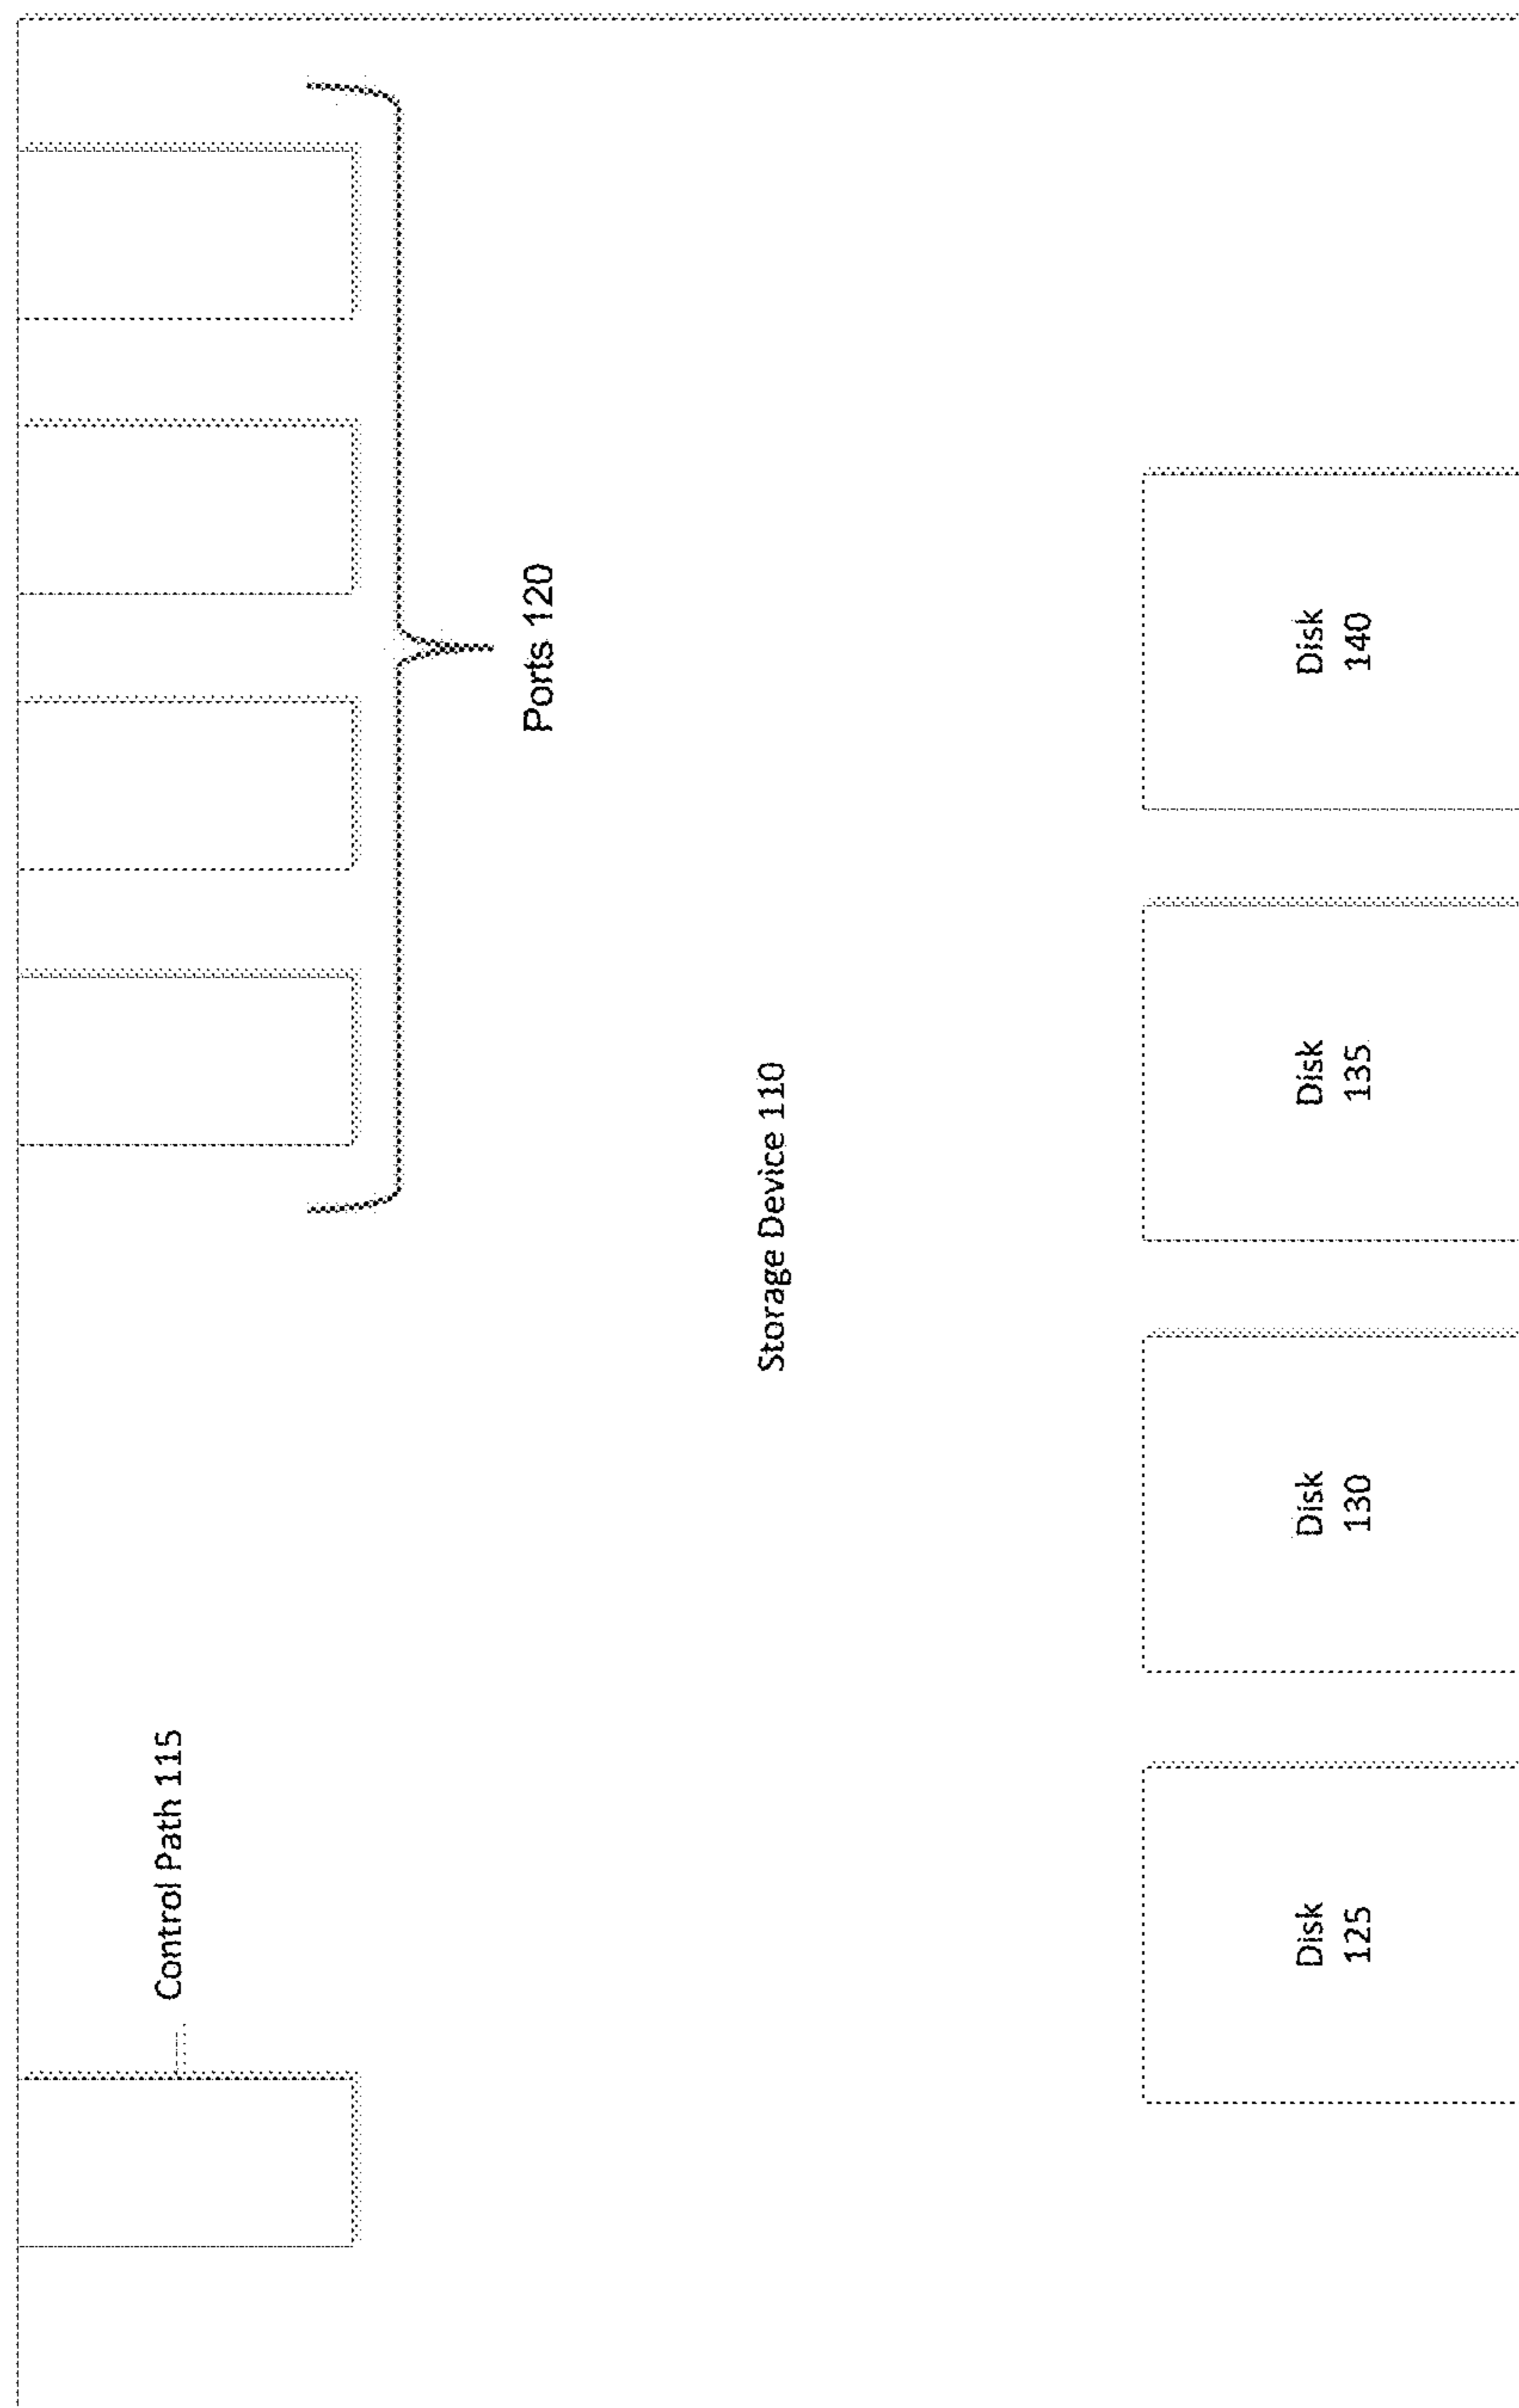 Control Path 115
Ports 120
Storage Device 110
Disk
125
Disk
130
Disk
135
Disk
140